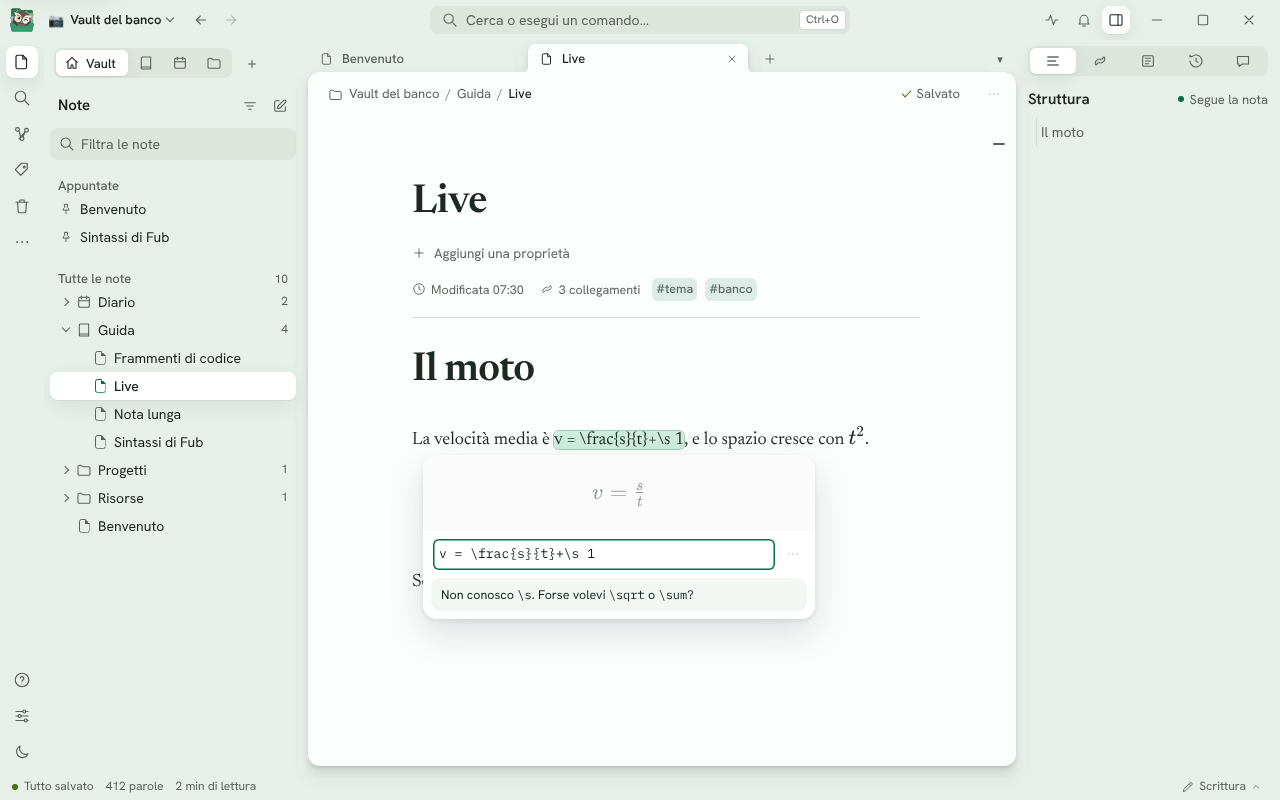 Vault del banco
Cerca o esegui un comando...
Ctrl+O
Vault
Benvenuto
Live
Note
Filtra le note
Appuntate
Benvenuto
Sintassi di Fub
Tutte le note 10
Diario 2
Guida 4
Frammenti di codice
Live
Nota lunga
Sintassi di Fub
Progetti 1
Risorse 1
Benvenuto
Vault del banco / Guida / Live
Salvato
Live
Aggiungi una proprietà
Modificata 07:30 3 collegamenti #tema #banco
Il moto
La velocità media è v = \frac{s}{t}+\s 1, e lo spazio cresce con t².
v = s/t
v = \frac{s}{t}+\s 1
Non conosco \s. Forse volevi \sqrt o \sum?
Struttura
Segue la nota
Il moto
Tutto salvato 412 parole 2 min di lettura
Scrittura